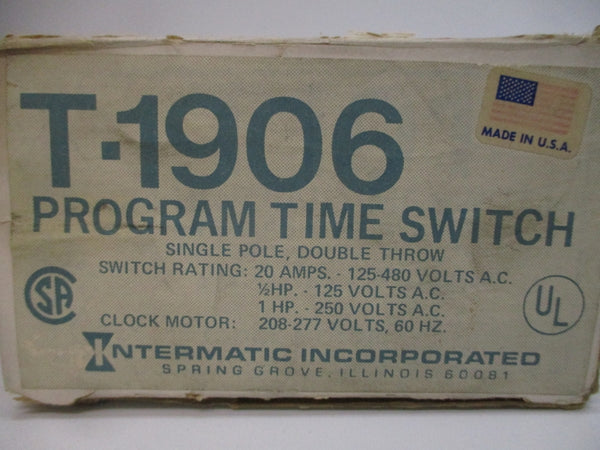 T-1906
MADE IN U.S.A.
PROGRAM TIME SWITCH
SINGLE POLE, DOUBLE THROW
SWITCH RATING: 20 AMPS. - 125-480 VOLTS A.C.
½HP. - 125 VOLTS A.C.
1 HP. - 250 VOLTS A.C.
CLOCK MOTOR: 208-277 VOLTS, 60 HZ.
SA
UL
INTERMATIC INCORPORATED
SPRING GROVE, ILLINOIS 60081